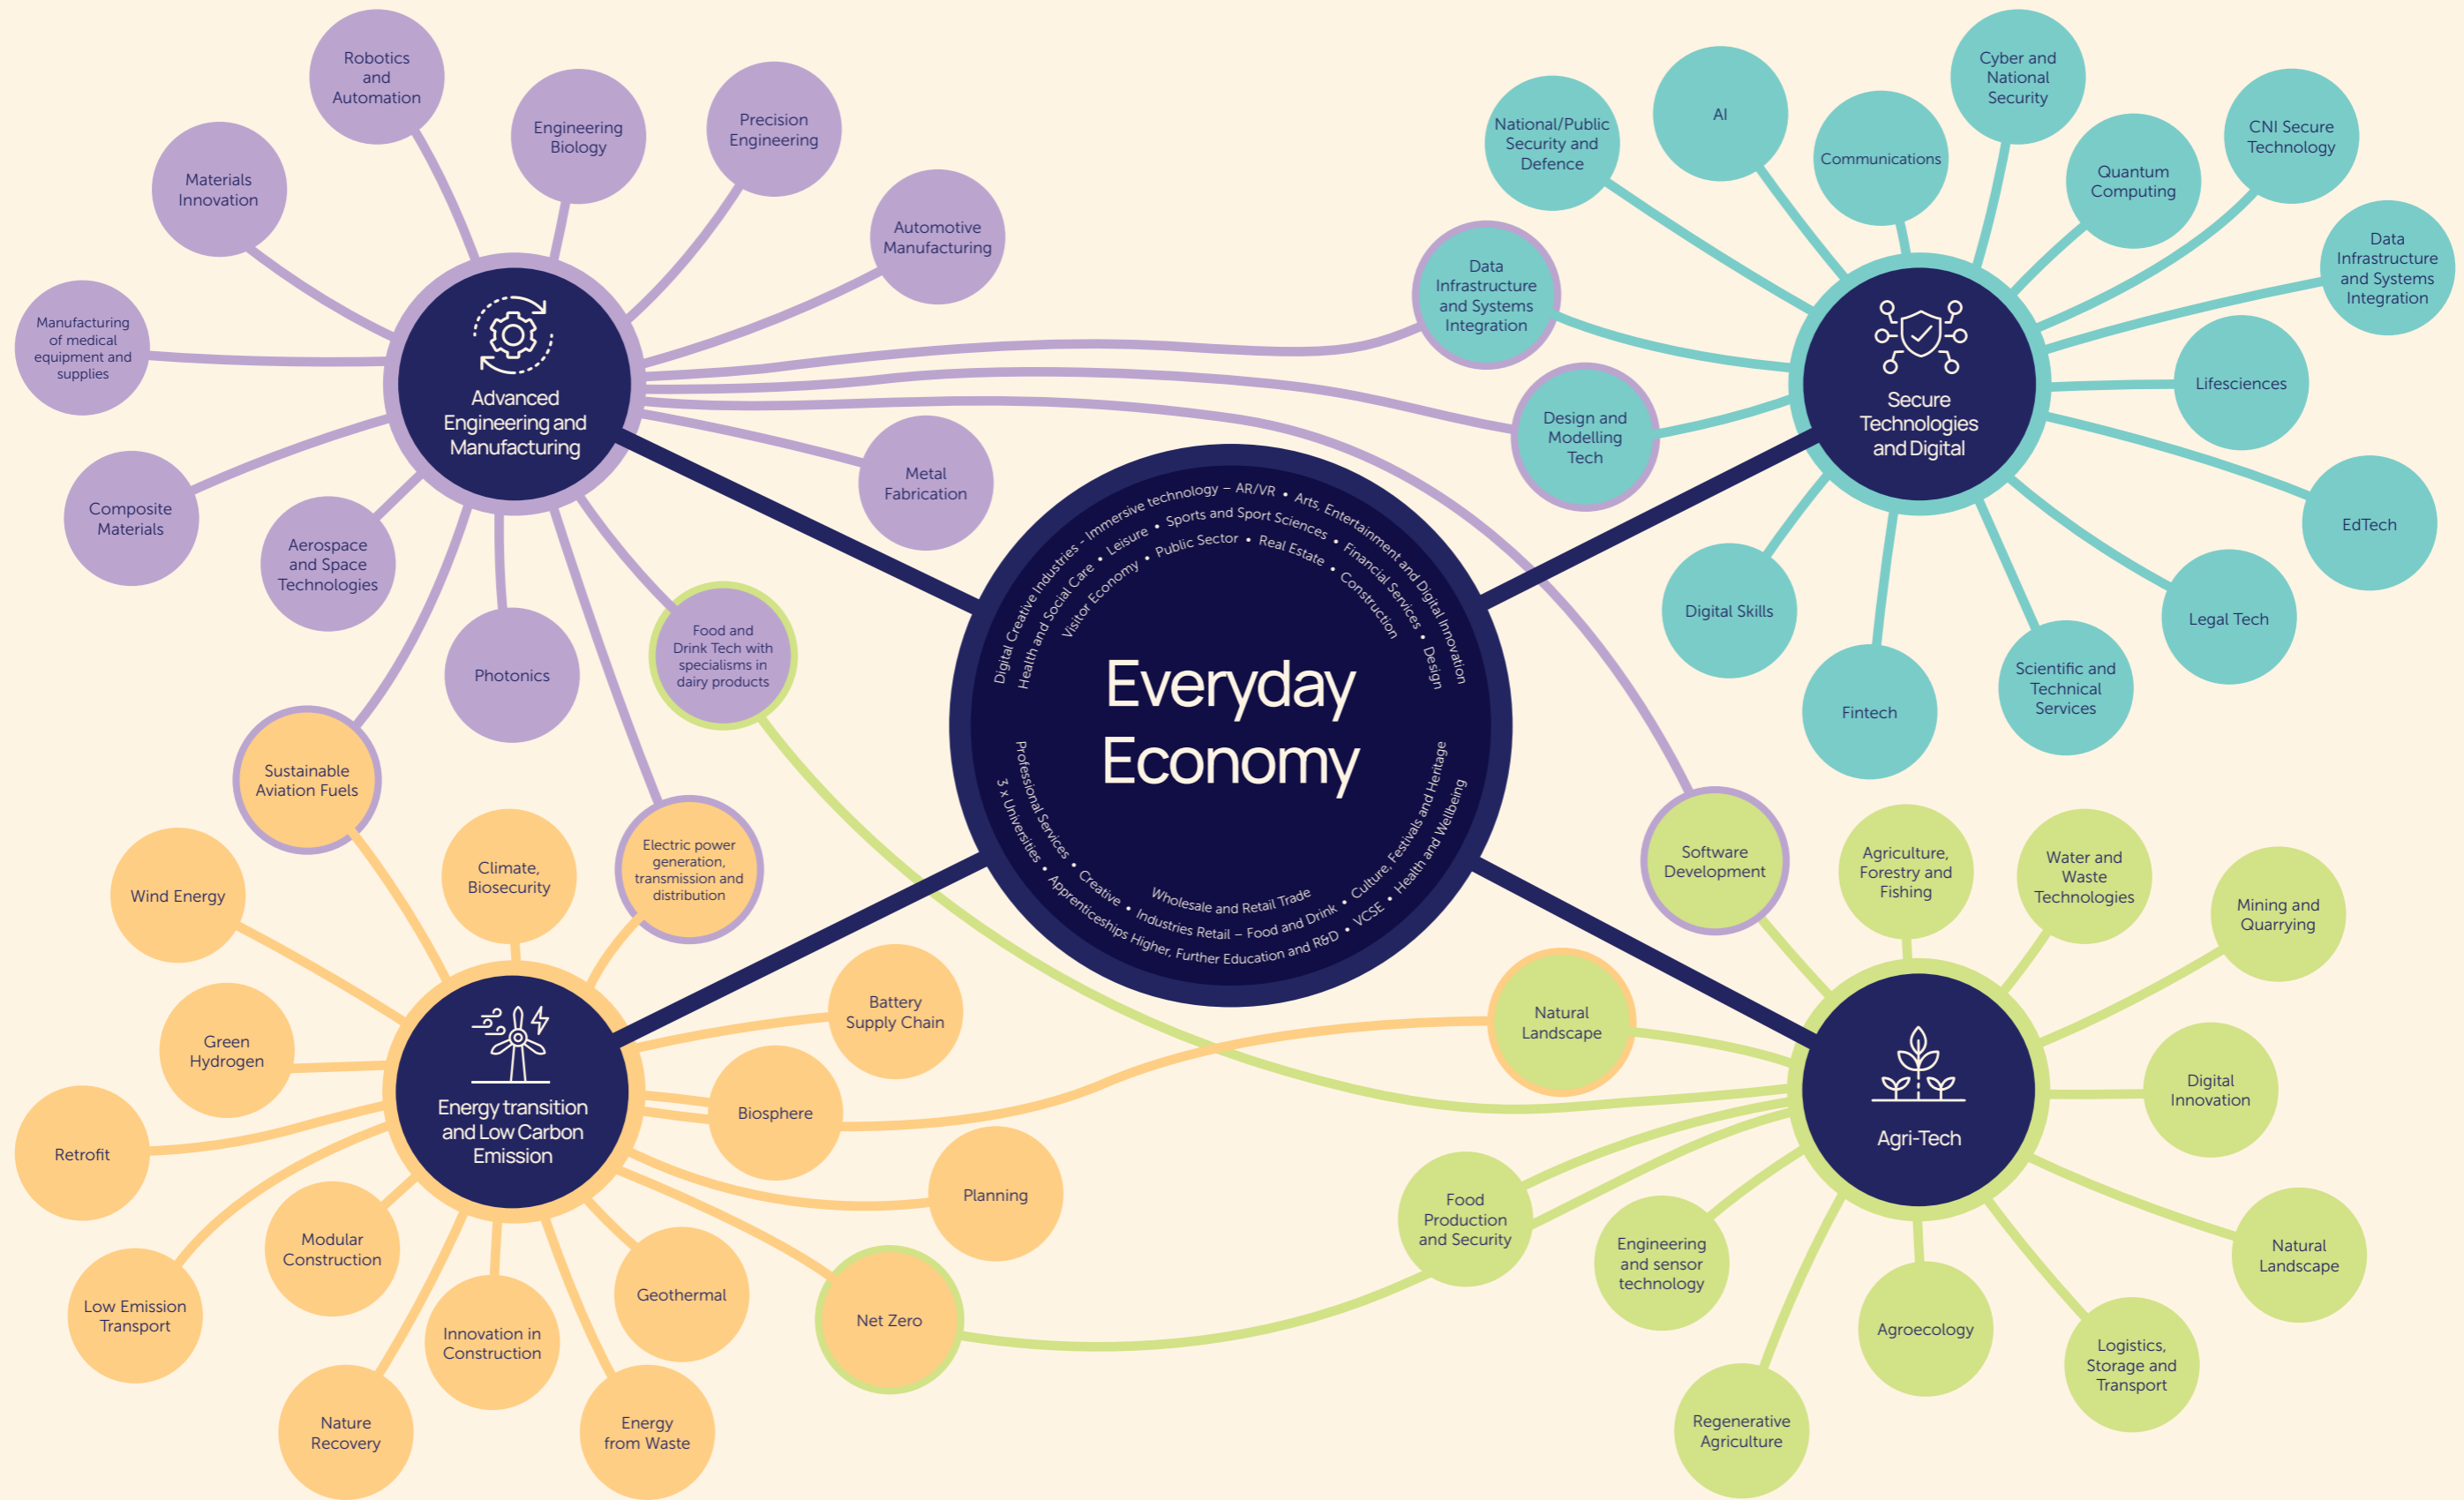 Robotics
and
Automation
Engineering
Biology
Precision
Engineering
Materials
Innovation
Automotive
Manufacturing
Manufacturing
of medical
equipment and
supplies
Advanced
Engineering and
Manufacturing
Composite
Materials
Aerospace
and Space
Technologies
Photonics
Metal
Fabrication
Food and
Drink Tech with
specialisms in
dairy products
National/Public
Security and
Defence
AI
Communications
Cyber and
National
Security
Quantum
Computing
CNI Secure
Technology
Data
Infrastructure
and Systems
Integration
Data
Infrastructure
and Systems
Integration
Design and
Modelling
Tech
Secure
Technologies
and Digital
Lifesciences
EdTech
Legal Tech
Scientific and
Technical
Services
Fintech
Digital Skills
Digital Creative Industries - Immersive technology – AR/VR • Arts, Entertainment and Digital Innovation
Health and Social Care • Leisure • Sports and Sport Sciences • Financial Services • Design
Visitor Economy • Public Sector • Real Estate • Construction
Everyday
Economy
Wholesale and Retail Trade
Professional Services • Creative • Industries Retail – Food and Drink • Culture, Festivals and Heritage
3 x Universities • Apprenticeships Higher, Further Education and R&D • VCSE • Health and Wellbeing
Sustainable
Aviation Fuels
Climate,
Biosecurity
Electric power
generation,
transmission and
distribution
Wind Energy
Green
Hydrogen
Battery
Supply Chain
Energy transition
and Low Carbon
Emission
Biosphere
Retrofit
Planning
Modular
Construction
Low Emission
Transport
Innovation in
Construction
Geothermal
Net Zero
Nature
Recovery
Energy
from Waste
Software
Development
Agriculture,
Forestry and
Fishing
Water and
Waste
Technologies
Mining and
Quarrying
Natural
Landscape
Agri-Tech
Digital
Innovation
Food
Production
and Security
Engineering
and sensor
technology
Natural
Landscape
Agroecology
Logistics,
Storage and
Transport
Regenerative
Agriculture